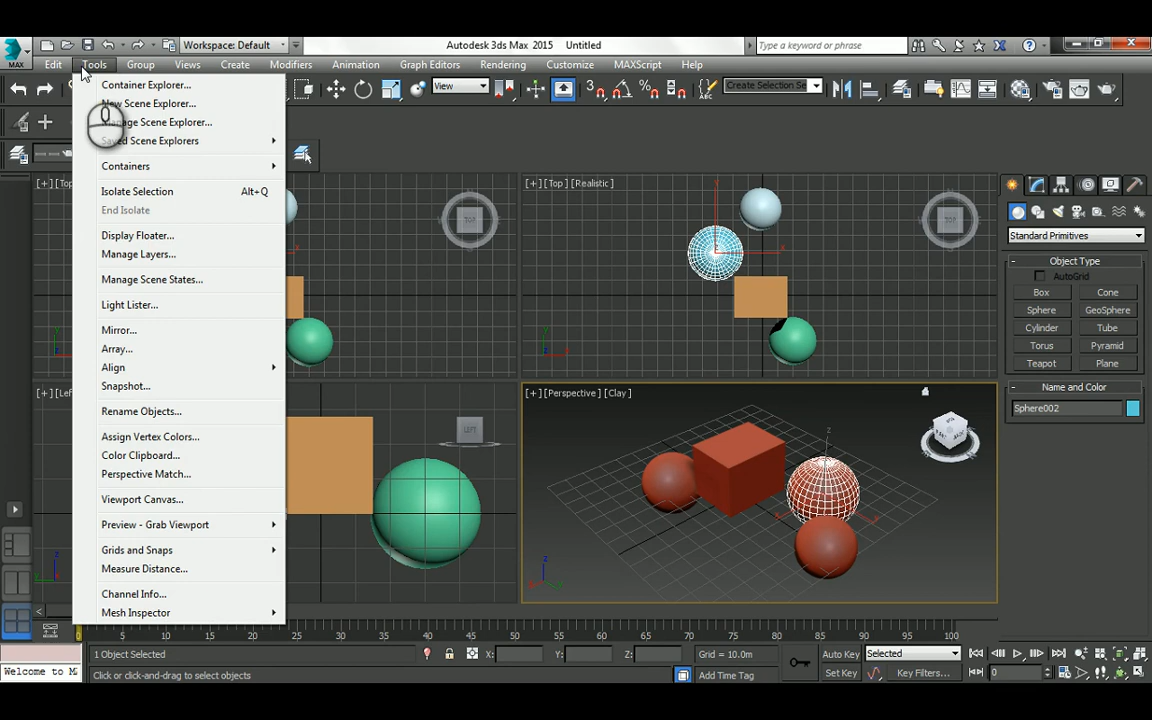 Workspace: Default
Autodesk 3ds Max 2015 Untitled
Type a keyword or phrase
MAX
Edit Tools Group Views Create Modifiers Animation Graph Editors Rendering Customize MAXScript Help
View
Create Selection Se
Container Explorer...
New Scene Explorer...
Manage Scene Explorer...
Saved Scene Explorers
Containers
Isolate Selection Alt+Q
End Isolate
Display Floater...
Manage Layers...
Manage Scene States...
Light Lister...
Mirror...
Array...
Align
Snapshot...
Rename Objects...
Assign Vertex Colors...
Color Clipboard...
Perspective Match...
Viewport Canvas...
Preview - Grab Viewport
Grids and Snaps
Measure Distance...
Channel Info...
Mesh Inspector
[+] [Top
TOP
[+] [Top] [Realistic]
TOP
[+] [Left
LEFT
[+] [Perspective] [Clay]
Standard Primitives
Object Type
AutoGrid
Box Cone
Sphere GeoSphere
Cylinder Tube
Torus Pyramid
Teapot Plane
Name and Color
Sphere002
0 5 10 15 20 25 30 35 40 45 50 55 60 65 70 75 80 85 90 95 100
1 Object Selected
X: Y: Z:
Grid = 10.0m
Auto Key Selected
Welcome to M
Click or click-and-drag to select objects
Add Time Tag
Set Key Key Filters...
0